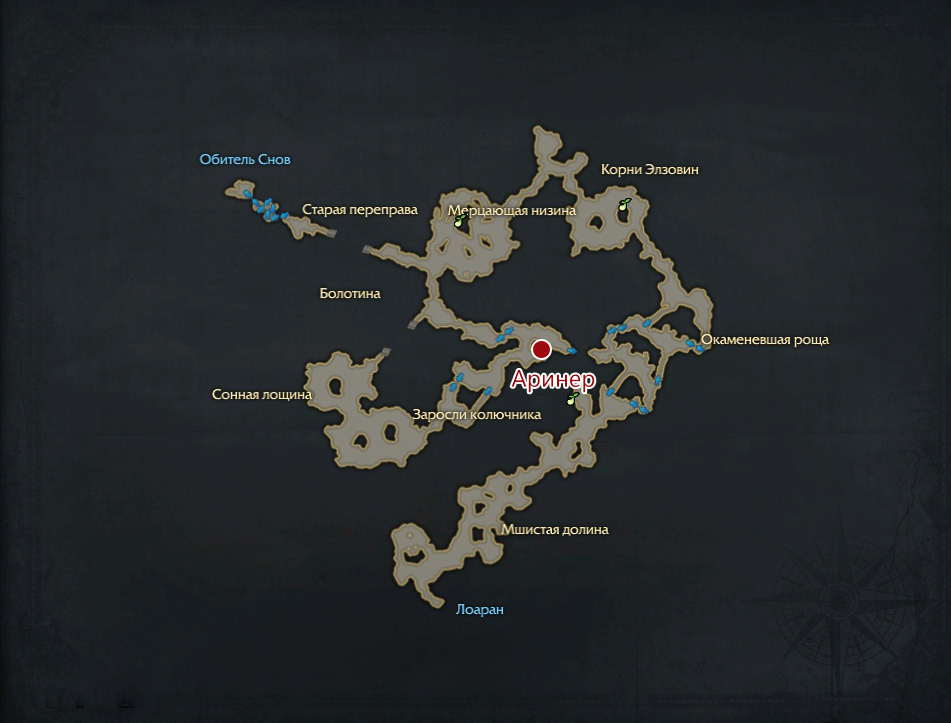 Обитель Снов
Корни Элзовин
Старая переправа
Мерцающая низина
Болотина
Окаменевшая роща
Аринер
Сонная лощина
Заросли колючника
Мшистая долина
Лоаран